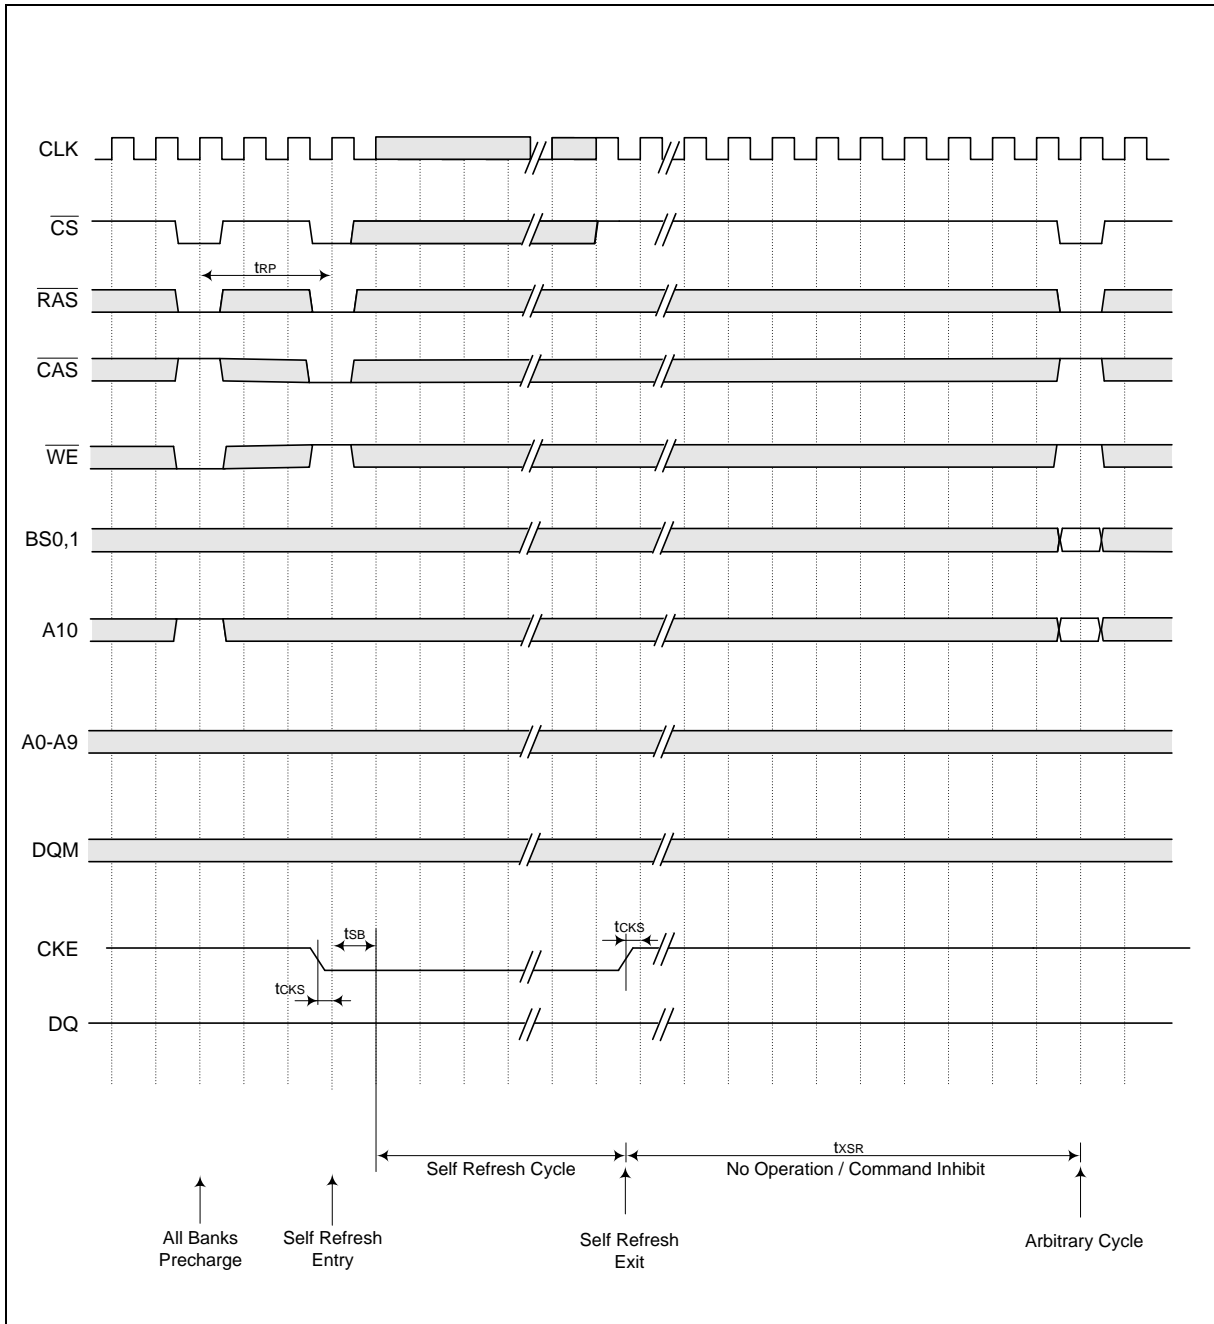 CLK
CS
tRP
RAS
CAS
WE
BS0,1
A10
A0-A9
DQM
tCKS
tSB
CKE
tCKS
DQ
tXSR
Self Refresh Cycle
No Operation / Command Inhibit
All Banks
Precharge
Self Refresh
Entry
Self Refresh
Exit
Arbitrary Cycle